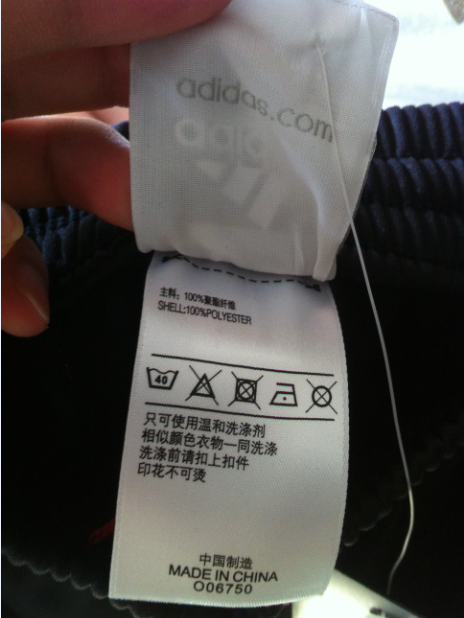 adidas.com
adid
主料：100%聚酯纤维
SHELL:100%POLYESTER
40
只可使用温和洗涤剂
相似颜色衣物一同洗涤
洗涤前请扣上扣件
印花不可烫
中国制造
MADE IN CHINA
O06750